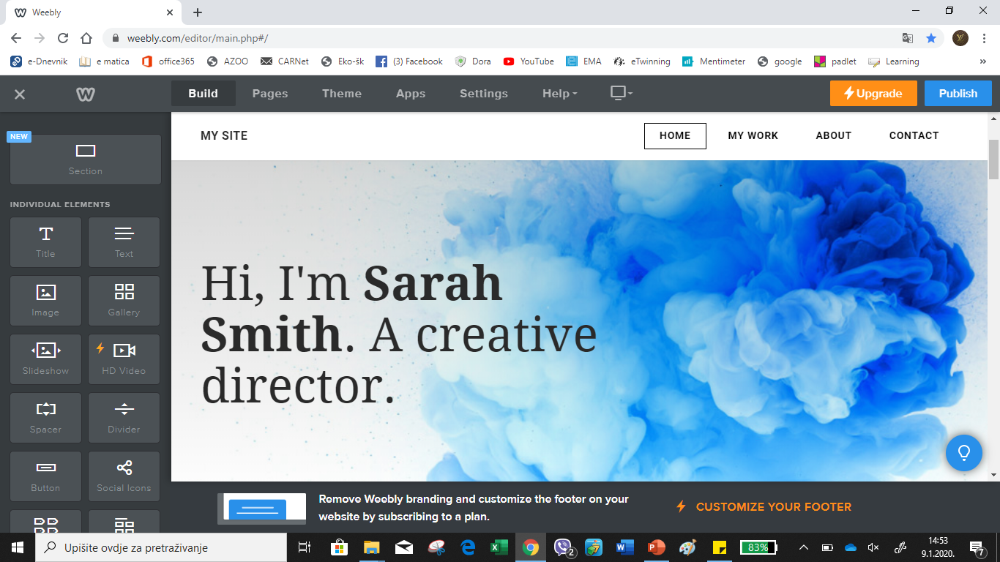 Weebly
weebly.com/editor/main.php#/
e-Dnevnik e matica office365 AZOO CARNet Eko-šk (3) Facebook Dora YouTube EMA eTwinning Mentimeter google padlet Learning »
Build Pages Theme Apps Settings Help Upgrade Publish
NEW
Section
INDIVIDUAL ELEMENTS
Title Text
Image Gallery
Slideshow HD Video
Spacer Divider
Button Social Icons
MY SITE HOME MY WORK ABOUT CONTACT
Hi, I'm Sarah
Smith. A creative
director.
Remove Weebly branding and customize the footer on your
website by subscribing to a plan.
CUSTOMIZE YOUR FOOTER
Upišite ovdje za pretraživanje
2
83%
14:53
9.1.2020.
7